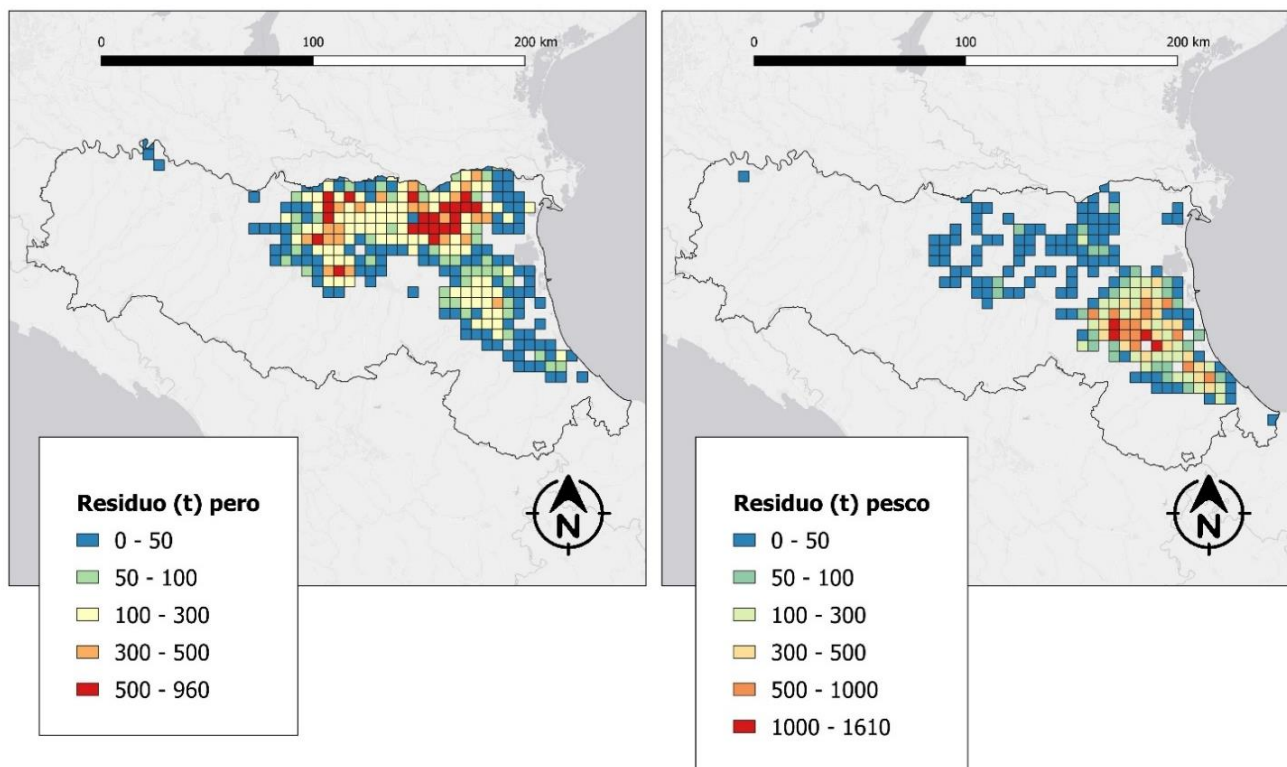 0 100 200 km
Residuo (t) pero
0 - 50
50 - 100
100 - 300
300 - 500
500 - 960
N
0 100 200 km
Residuo (t) pesco
0 - 50
50 - 100
100 - 300
300 - 500
500 - 1000
1000 - 1610
N